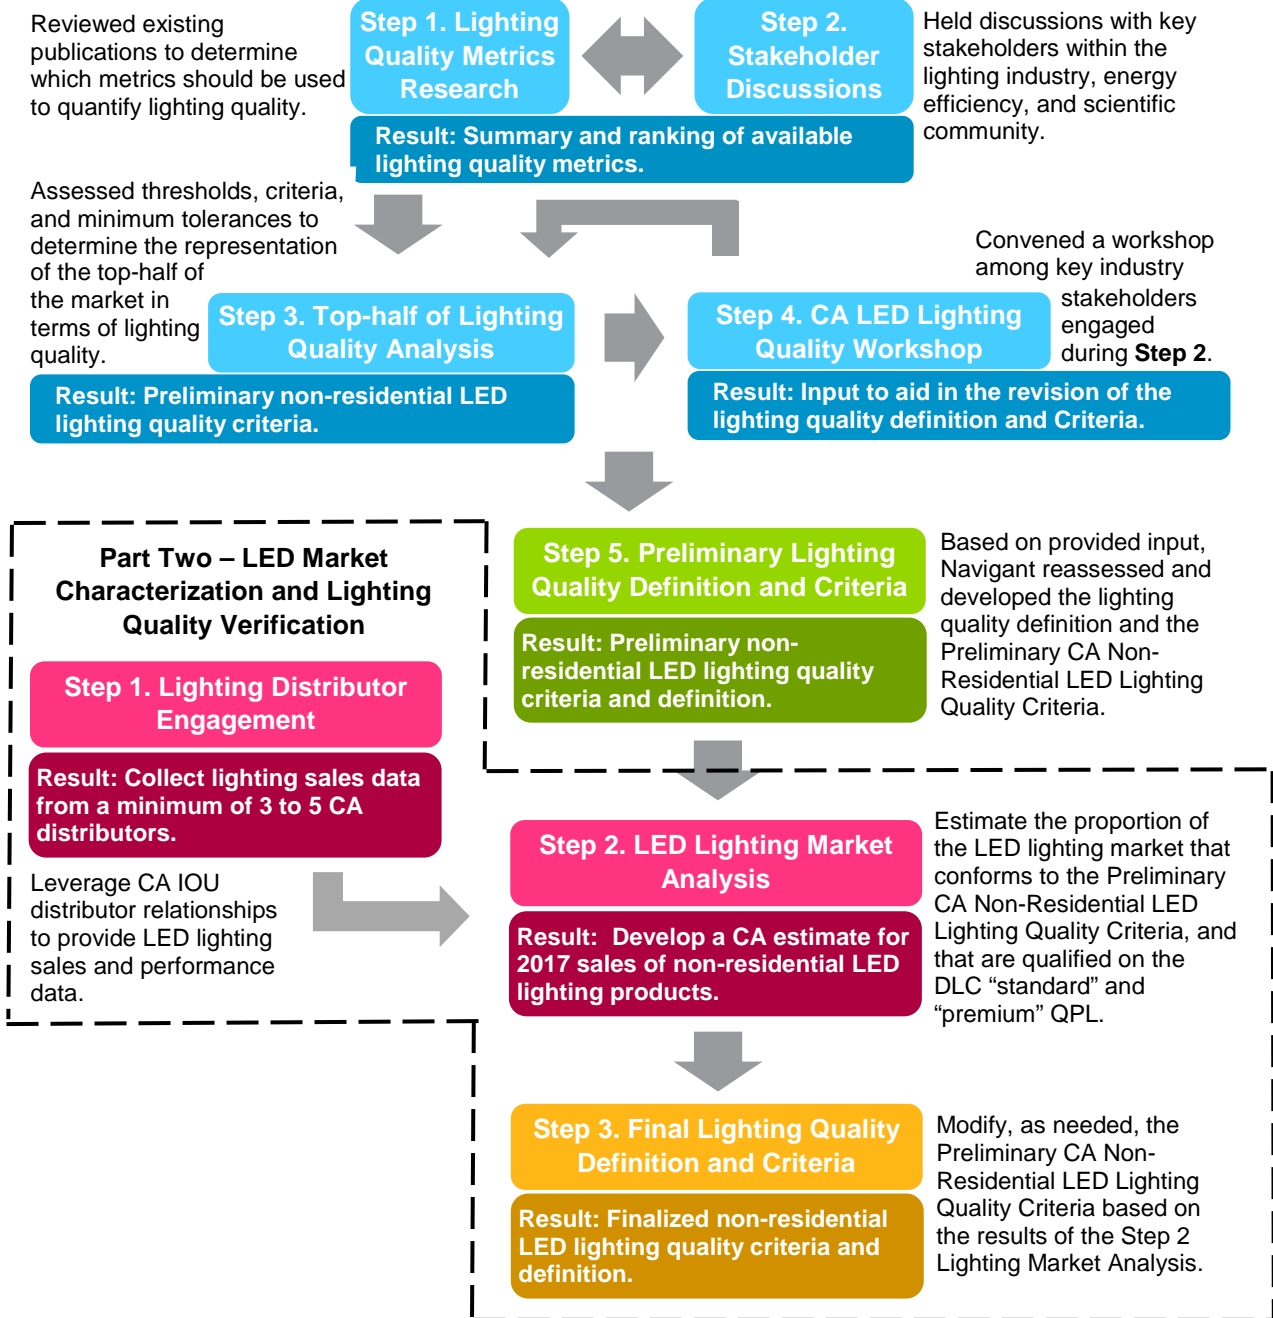 Reviewed existing
publications to determine
which metrics should be used
to quantify lighting quality.
Step 1. Lighting
Quality Metrics
Research
Step 2.
Stakeholder
Discussions
Held discussions with key
stakeholders within the
lighting industry, energy
efficiency, and scientific
community.
Result: Summary and ranking of available
lighting quality metrics.
Assessed thresholds, criteria,
and minimum tolerances to
determine the representation
of the top-half of
the market in
terms of lighting
quality.
Step 3. Top-half of Lighting
Quality Analysis
Result: Preliminary non-residential LED
lighting quality criteria.
Step 4. CA LED Lighting
Quality Workshop
Convened a workshop
among key industry
stakeholders
engaged
during Step 2.
Result: Input to aid in the revision of the
lighting quality definition and Criteria.
Step 5. Preliminary Lighting
Quality Definition and Criteria
Result: Preliminary non-
residential LED lighting quality
criteria and definition.
Based on provided input,
Navigant reassessed and
developed the lighting
quality definition and the
Preliminary CA Non-
Residential LED Lighting
Quality Criteria.
Part Two – LED Market
Characterization and Lighting
Quality Verification
Step 1. Lighting Distributor
Engagement
Result: Collect lighting sales data
from a minimum of 3 to 5 CA
distributors.
Leverage CA IOU
distributor relationships
to provide LED lighting
sales and performance
data.
Step 2. LED Lighting Market
Analysis
Result: Develop a CA estimate for
2017 sales of non-residential LED
lighting products.
Estimate the proportion of
the LED lighting market that
conforms to the Preliminary
CA Non-Residential LED
Lighting Quality Criteria, and
that are qualified on the
DLC “standard” and
“premium” QPL.
Step 3. Final Lighting Quality
Definition and Criteria
Result: Finalized non-residential
LED lighting quality criteria and
definition.
Modify, as needed, the
Preliminary CA Non-
Residential LED Lighting
Quality Criteria based on
the results of the Step 2
Lighting Market Analysis.